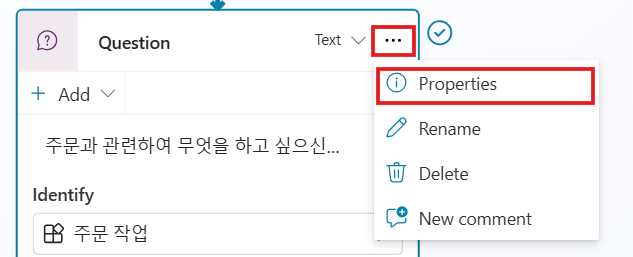 Question
Text
Properties
Add
Rename
주문과 관련하여 무엇을 하고 싶으신...
Delete
Identify
New comment
주문 작업